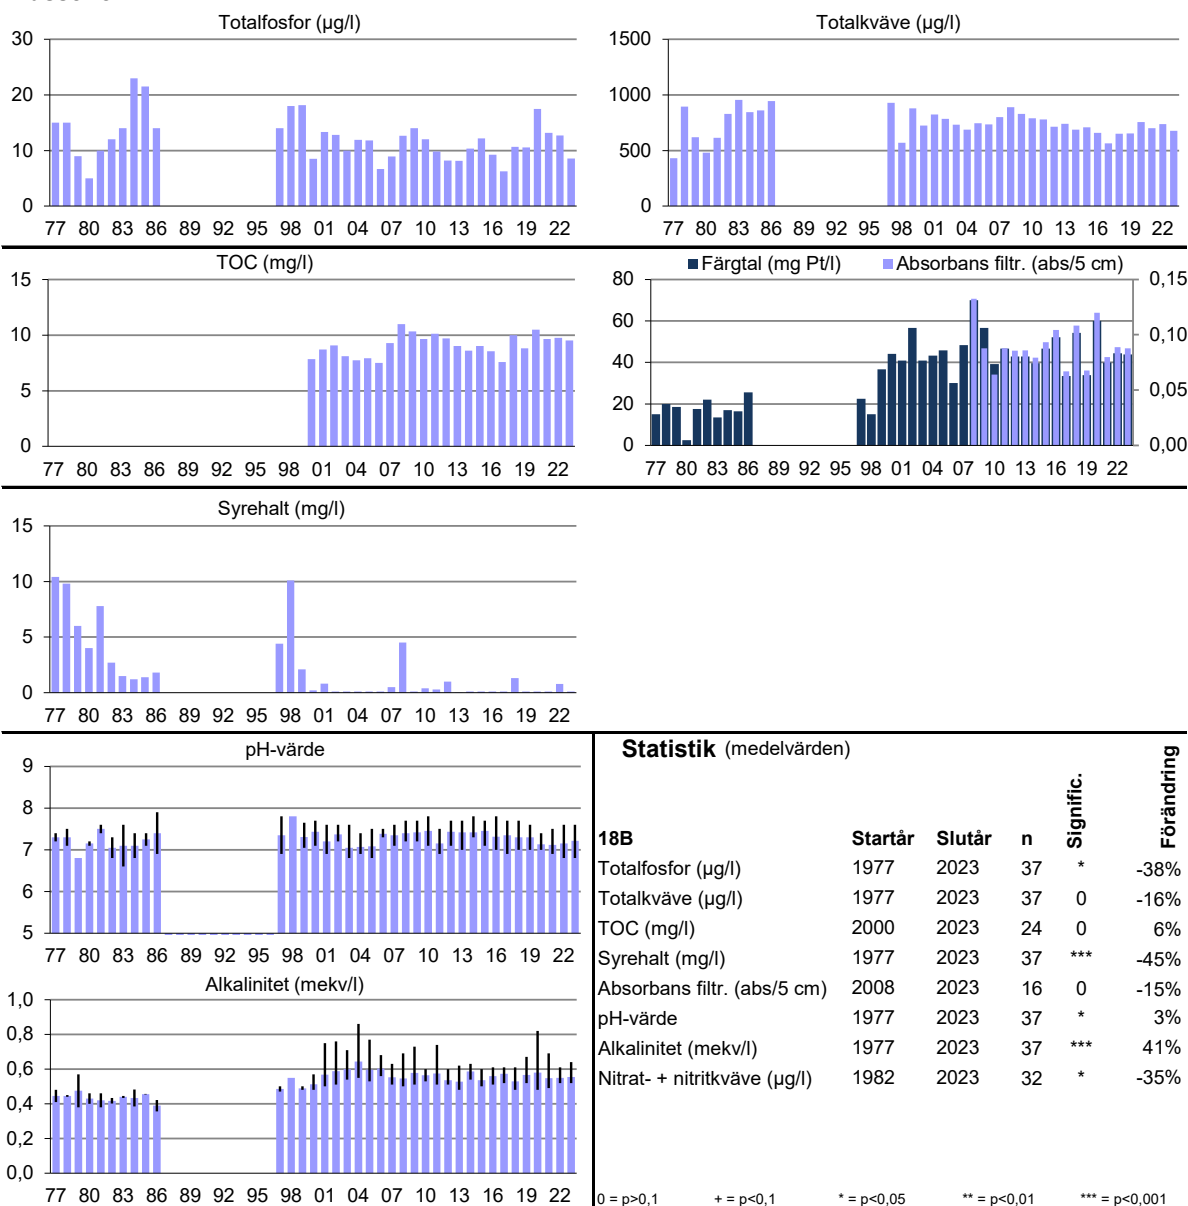 Totalfosfor (µg/l)
30
20
10
0
77 80 83 86 89 92 95 98 01 04 07 10 13 16 19 22
Totalkväve (µg/l)
1500
1000
500
0
77 80 83 86 89 92 95 98 01 04 07 10 13 16 19 22
TOC (mg/l)
15
10
5
0
77 80 83 86 89 92 95 98 01 04 07 10 13 16 19 22
Färgtal (mg Pt/l) Absorbans filtr. (abs/5 cm)
80 0,15
60
0,10
40
0,05
20
0 0,00
77 80 83 86 89 92 95 98 01 04 07 10 13 16 19 22
Syrehalt (mg/l)
15
10
5
0
77 80 83 86 89 92 95 98 01 04 07 10 13 16 19 22
pH-värde
9
8
7
6
5
77 80 83 86 89 92 95 98 01 04 07 10 13 16 19 22
Alkalinitet (mekv/l)
1,0
0,8
0,6
0,4
0,2
0,0
77 80 83 86 89 92 95 98 01 04 07 10 13 16 19 22
Statistik (medelvärden)
18B Startår Slutår n Signific. Förändring
Totalfosfor (µg/l) 1977 2023 37 * -38%
Totalkväve (µg/l) 1977 2023 37 0 -16%
TOC (mg/l) 2000 2023 24 0 6%
Syrehalt (mg/l) 1977 2023 37 *** -45%
Absorbans filtr. (abs/5 cm) 2008 2023 16 0 -15%
pH-värde 1977 2023 37 * 3%
Alkalinitet (mekv/l) 1977 2023 37 *** 41%
Nitrat- + nitritkväve (µg/l) 1982 2023 32 * -35%
0 = p>0,1 + = p<0,1 * = p<0,05 ** = p<0,01 *** = p<0,001